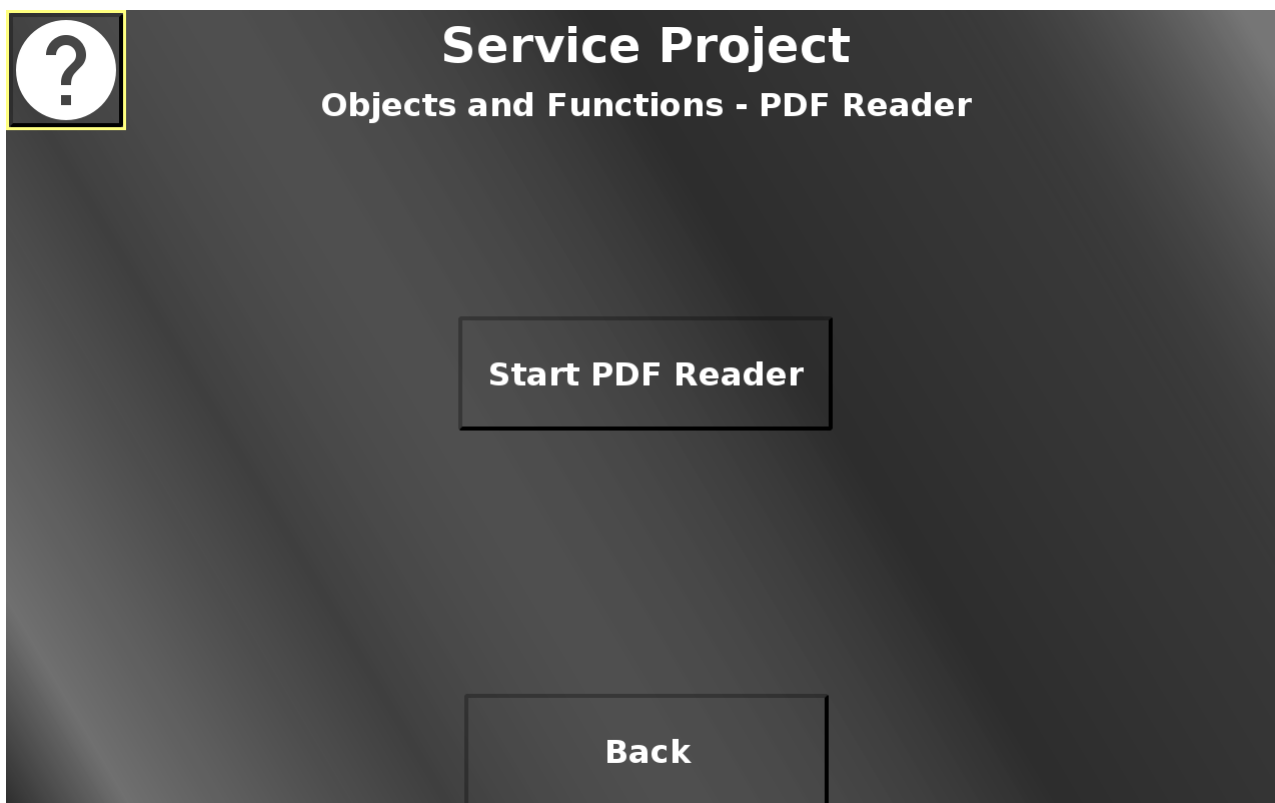 ?
Service Project
Objects and Functions - PDF Reader
Start PDF Reader
Back